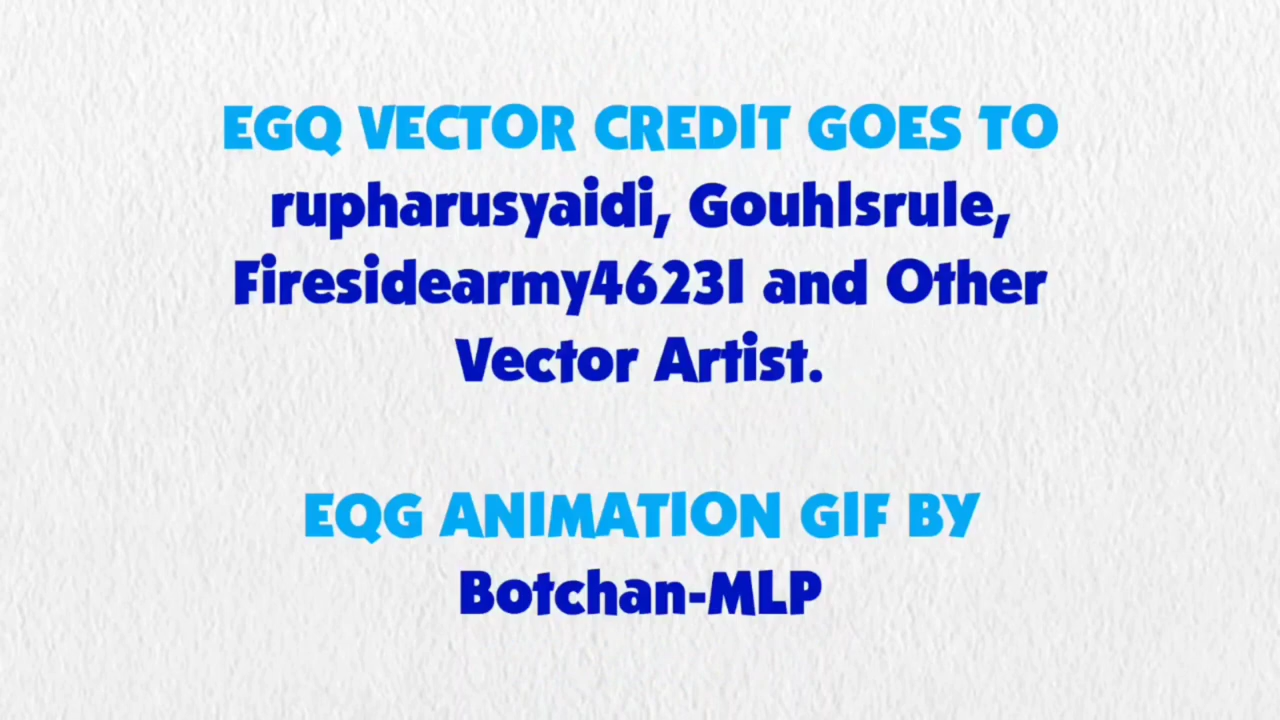 EGQ VECTOR CREDIT GOES TO
rupharusyaidi, Gouhlsrule,
Firesidearmy46231 and Other
Vector Artist.
EQG ANIMATION GIF BY
Botchan-MLP